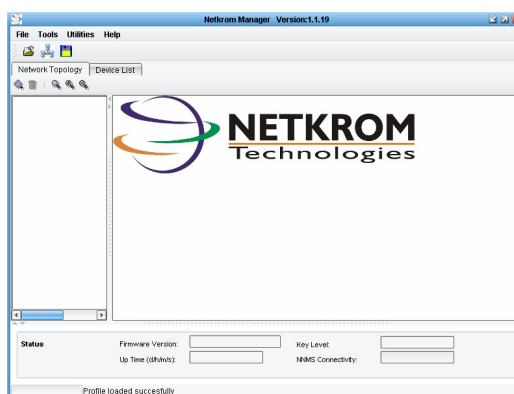 Netkrom Manager Version:1.1.19
File Tools Utilities Help
Network Topology Device List
NETKROM
Technologies
Status Firmware Version: Key Level:
Up Time (d/h/m/s): NNMS Connectivity:
Profile loaded succesfully